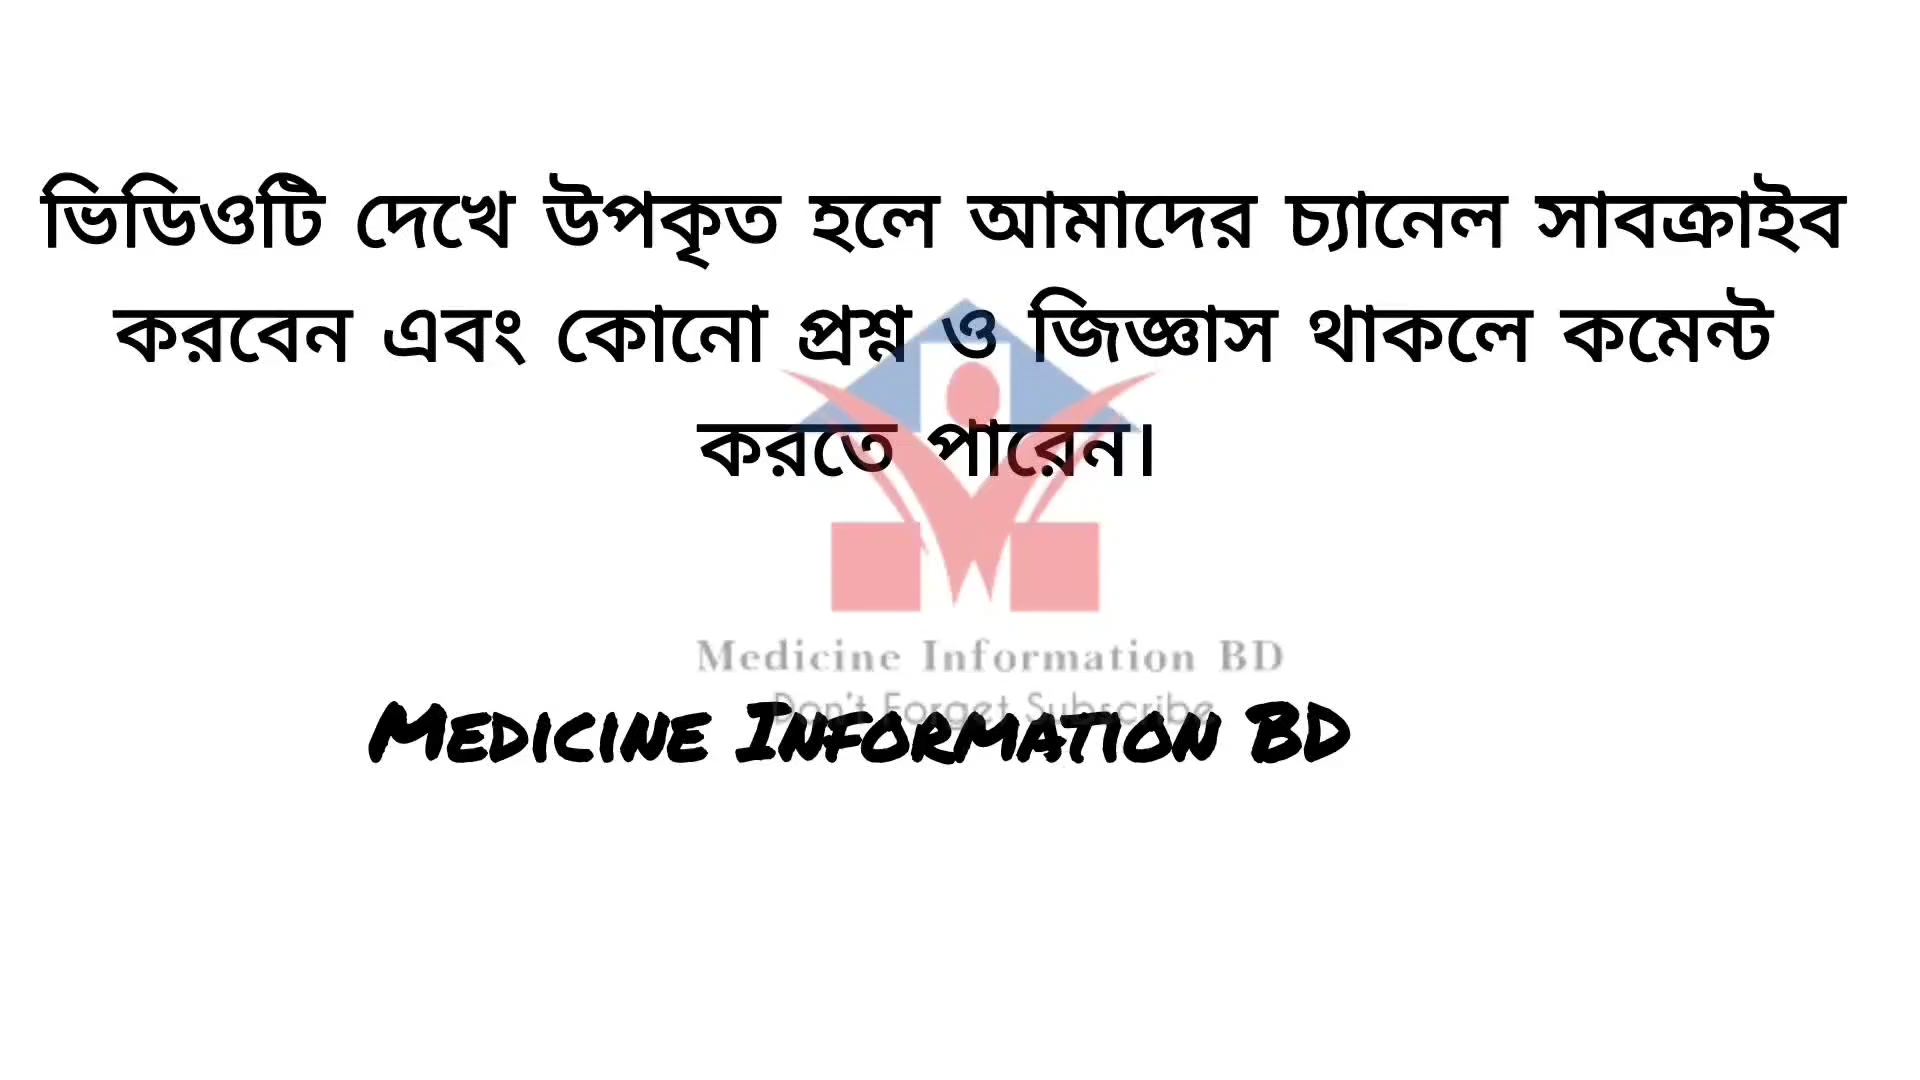 ভিডিওটি দেখে উপকৃত হলে আমাদের চ্যানেল সাবক্রাইব
করবেন এবং কোনো প্রশ্ন ও জিজ্ঞাস থাকলে কমেন্ট
করতে পারেন।
Medicine Information BD
Don't Forget Subscribe
MEDICINE INFORMATION BD